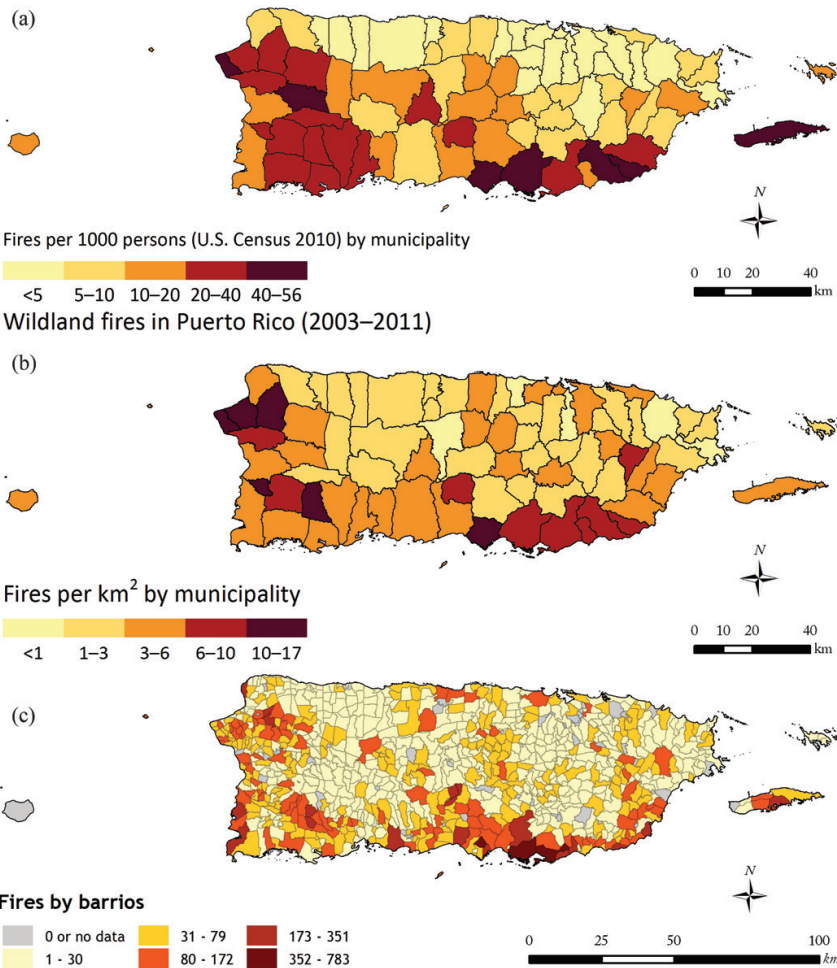 (a)
N
Fires per 1000 persons (U.S. Census 2010) by municipality
<5 5–10 10–20 20–40 40–56
0 10 20 40
km
Wildland fires in Puerto Rico (2003–2011)
(b)
N
Fires per km² by municipality
<1 1–3 3–6 6–10 10–17
0 10 20 40
km
(c)
N
Fires by barrios
0 or no data 31 - 79 173 - 351
1 - 30 80 - 172 352 - 783
0 25 50 100
km